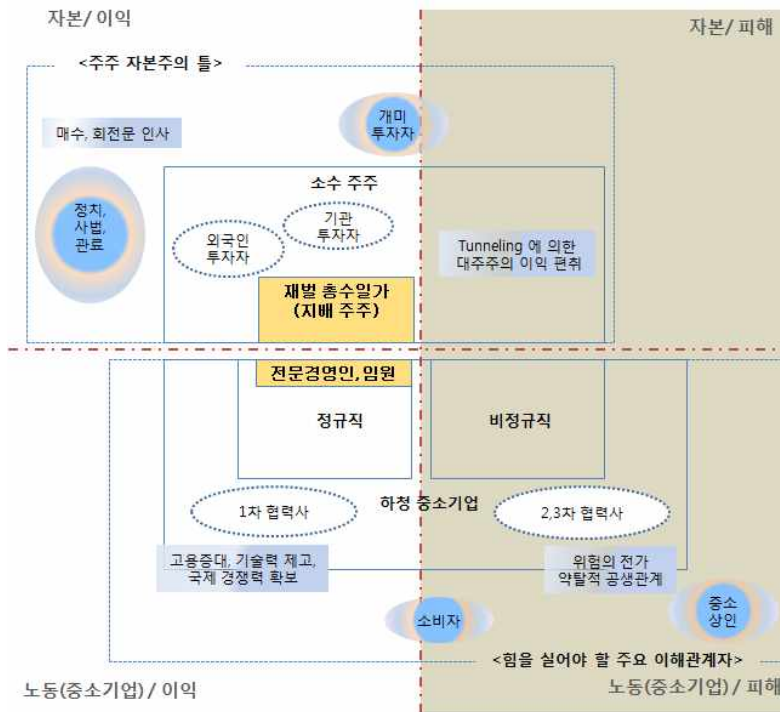 자본/ 이익
자본/ 피해
<주주 자본주의 틀>
개미
투자자
매수, 회전문 인사
소수 주주
정치,
사법,
관료
기관
투자자
외국인
투자자
Tunneling 에 의한
대주주의 이익 편취
재벌 총수일가
(지배 주주)
전문경영인,임원
정규직
비정규직
하청 중소기업
1차 협력사
2,3차 협력사
고용증대, 기술력 제고,
국제 경쟁력 확보
위험의 전가
약탈적 공생관계
소비자
중소
상인
<힘을 실어야 할 주요 이해관계자>
노동(중소기업) / 이익
노동(중소기업) / 피해